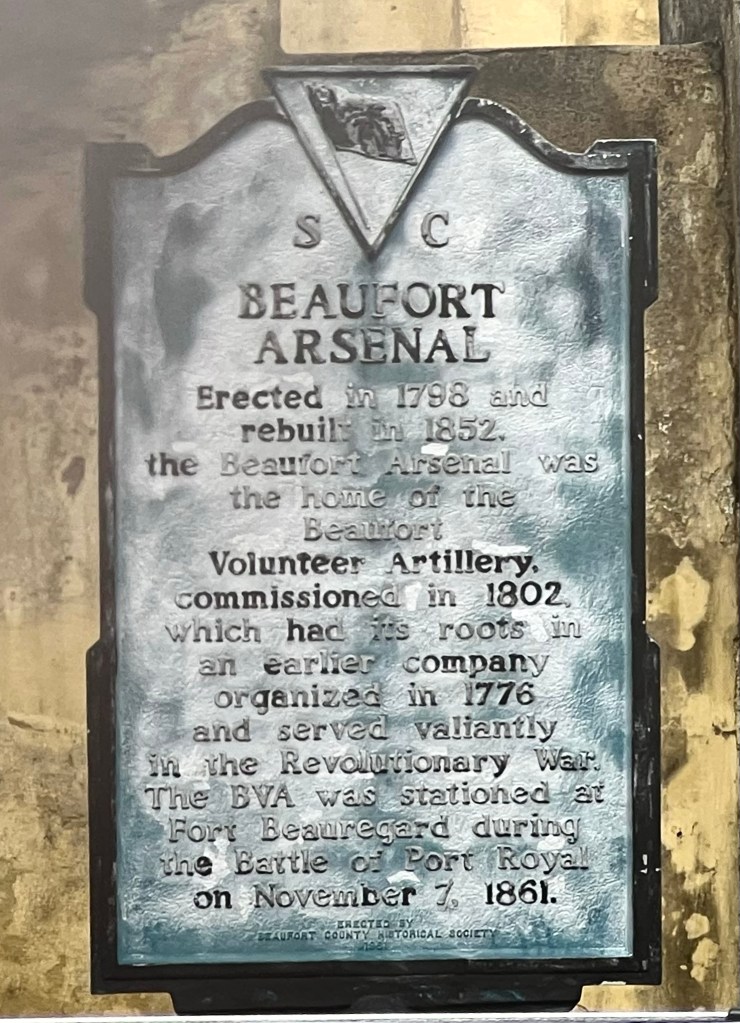 S C
BEAUFORT
ARSENAL
Erected in 1798 and
rebuilt in 1852,
the Beaufort Arsenal was
the home of the
Beaufort
Volunteer Artillery,
commissioned in 1802,
which had its roots in
an earlier company
organized in 1776
and served valiantly
in the Revolutionary War.
The BVA was stationed at
Fort Beauregard during
the Battle of Port Royal
on November 7, 1861.
ERECTED BY
BEAUFORT COUNTY HISTORICAL SOCIETY